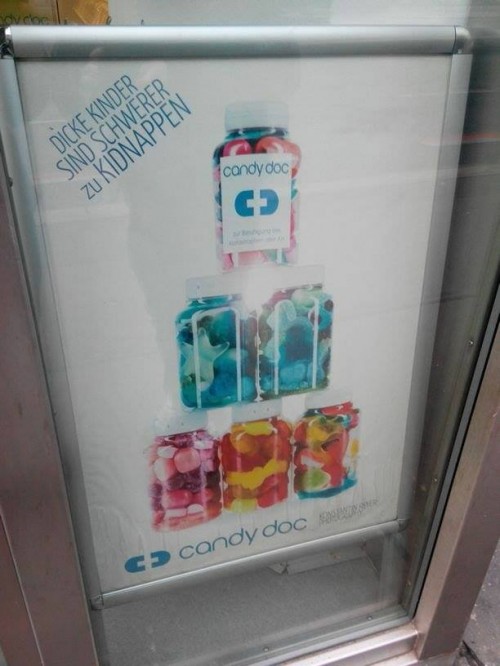 DICKE KINDER
SIND SCHWERER
zu KIDNAPPEN
candy doc
candy doc